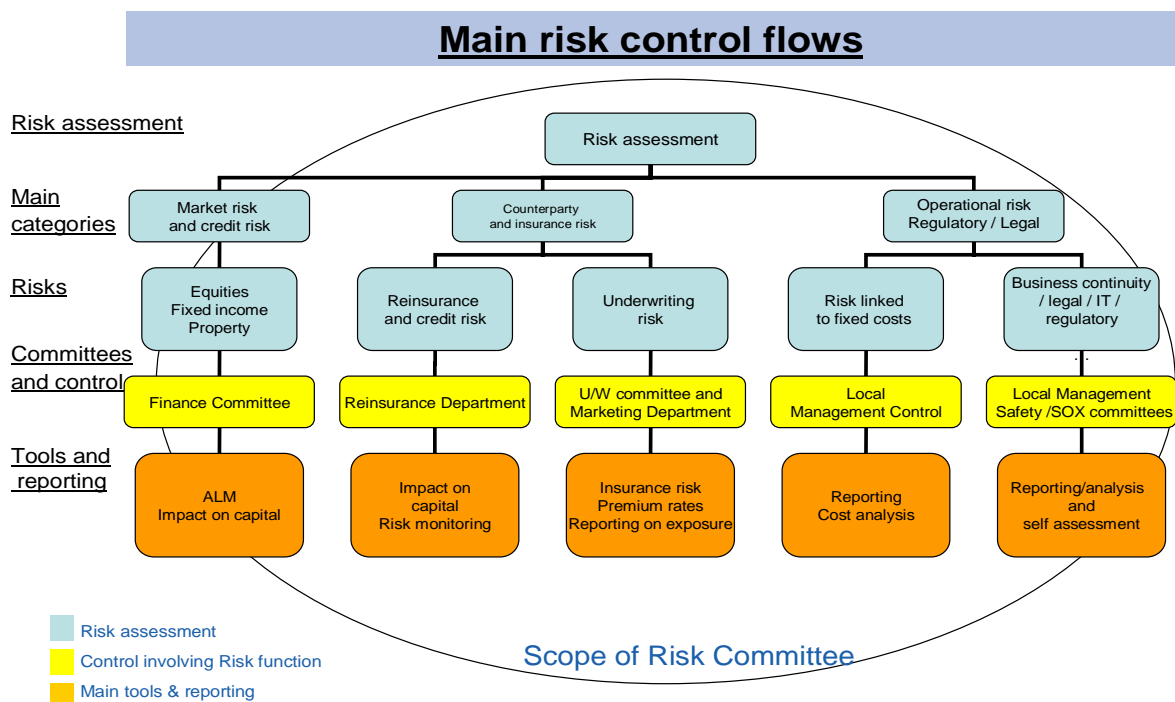 Main risk control flows
Risk assessment
Risk assessment
Main
categories
Market risk
and credit risk
Counterparty
and insurance risk
Operational risk
Regulatory / Legal
Risks
Equities
Fixed income
Property
Reinsurance
and credit risk
Underwriting
risk
Risk linked
to fixed costs
Business continuity
/ legal / IT /
regulatory
...
Committees
and control
Finance Committee
Reinsurance Department
U/W committee and
Marketing Department
Local
Management Control
Local Management
Safety /SOX committees
Tools and
reporting
ALM
Impact on capital
Impact on
capital
Risk monitoring
Insurance risk
Premium rates
Reporting on exposure
Reporting
Cost analysis
Reporting/analysis
and
self assessment
Risk assessment
Control involving Risk function
Main tools & reporting
Scope of Risk Committee